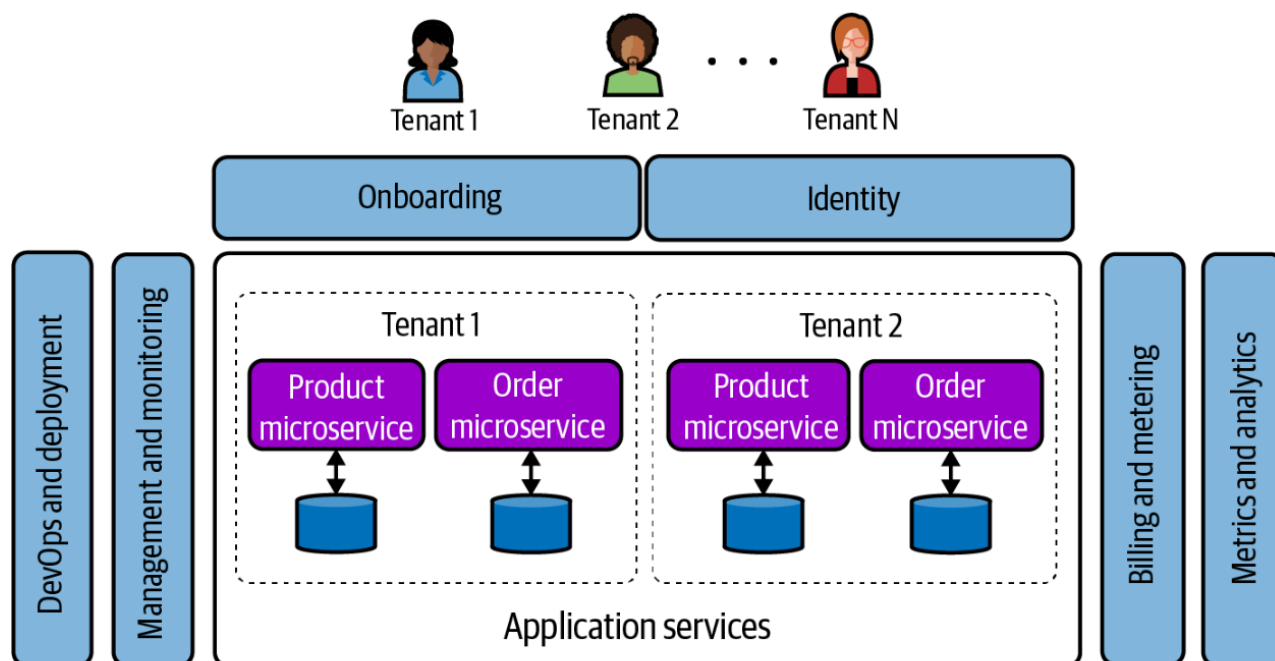 Tenant 1
Tenant 2
Tenant N
Onboarding
Identity
DevOps and deployment
Management and monitoring
Tenant 1
Product
microservice
Order
microservice
Tenant 2
Product
microservice
Order
microservice
Application services
Billing and metering
Metrics and analytics